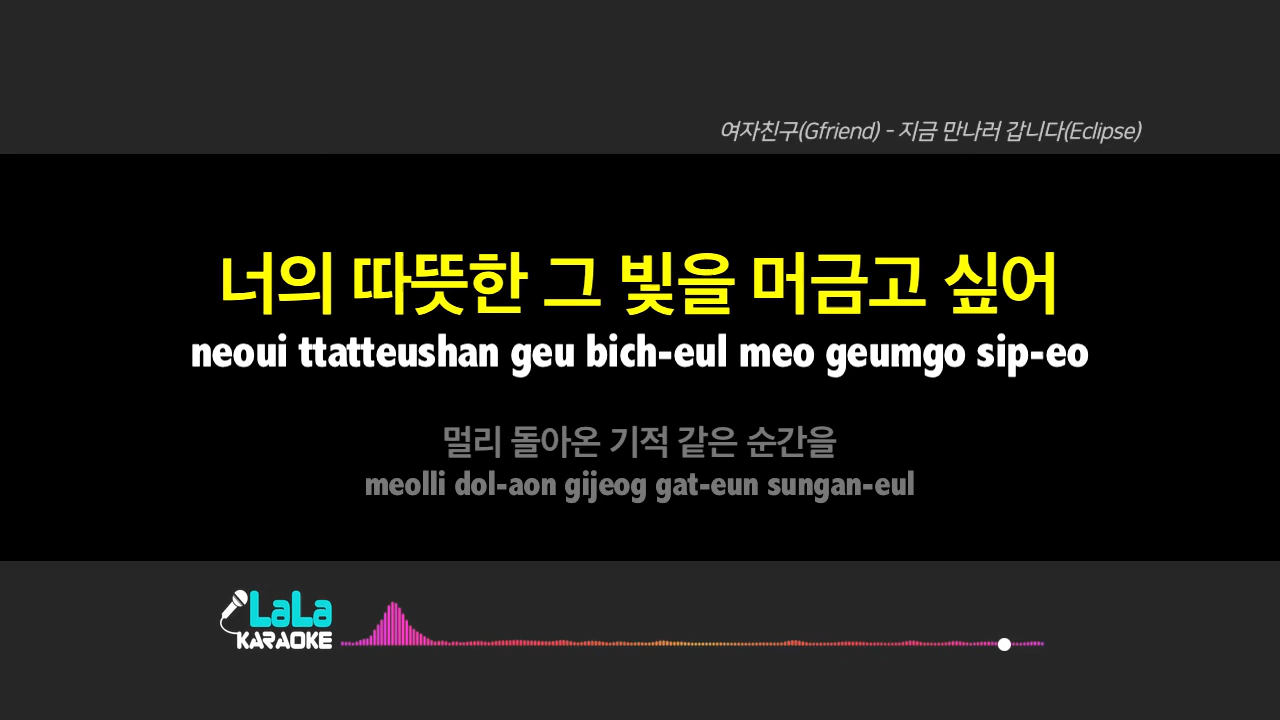 여자친구(Gfriend) - 지금 만나러 갑니다(Eclipse)
너의 따뜻한 그 빛을 머금고 싶어
neoui ttatteushan geu bich-eul meo geumgo sip-eo
멀리 돌아온 기적 같은 순간을
meolli dol-aon gijeog gat-eun sungan-eul
LaLa
KARAOKE